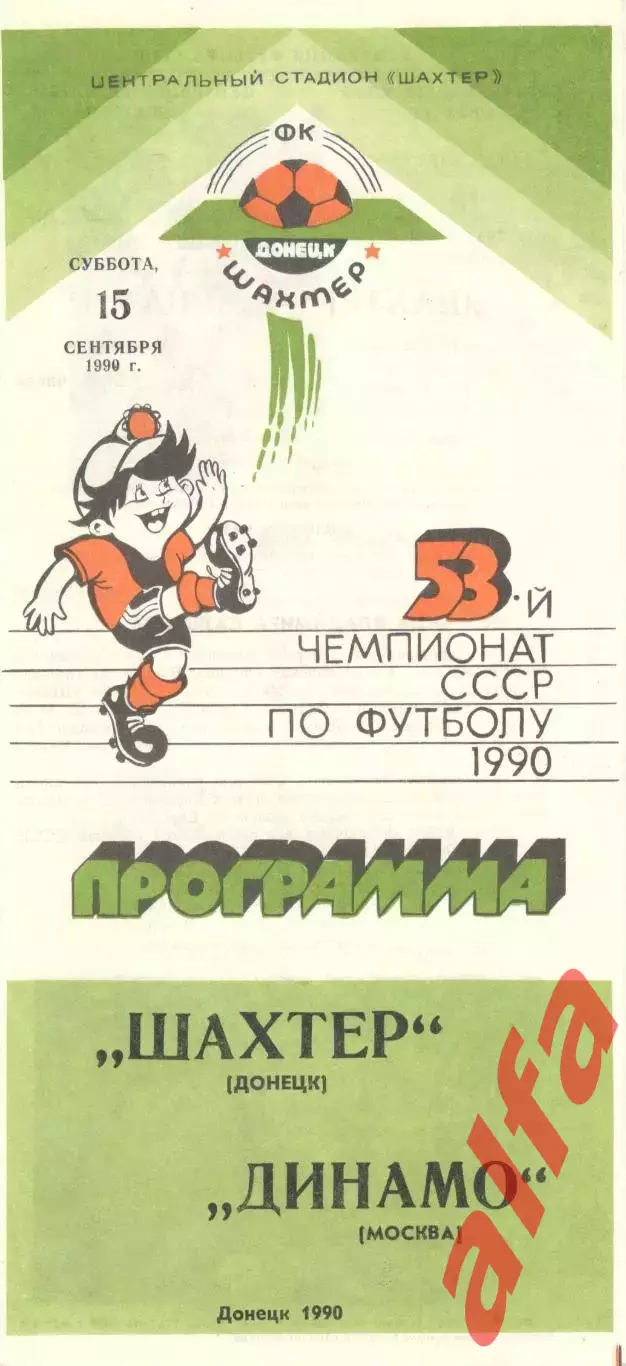 ЦЕНТРАЛЬНЫЙ СТАДИОН «ШАХТЕР»
ФК
ДОНЕЦК
ШАХТЕР
СУББОТА,
15
СЕНТЯБРЯ
1990 г.
53-й
ЧЕМПИОНАТ
СССР
ПО ФУТБОЛУ
1990
ПРОГРАММА
„ШАХТЕР“
(ДОНЕЦК)
„ДИНАМО“
(МОСКВА)
Донецк 1990
alfa